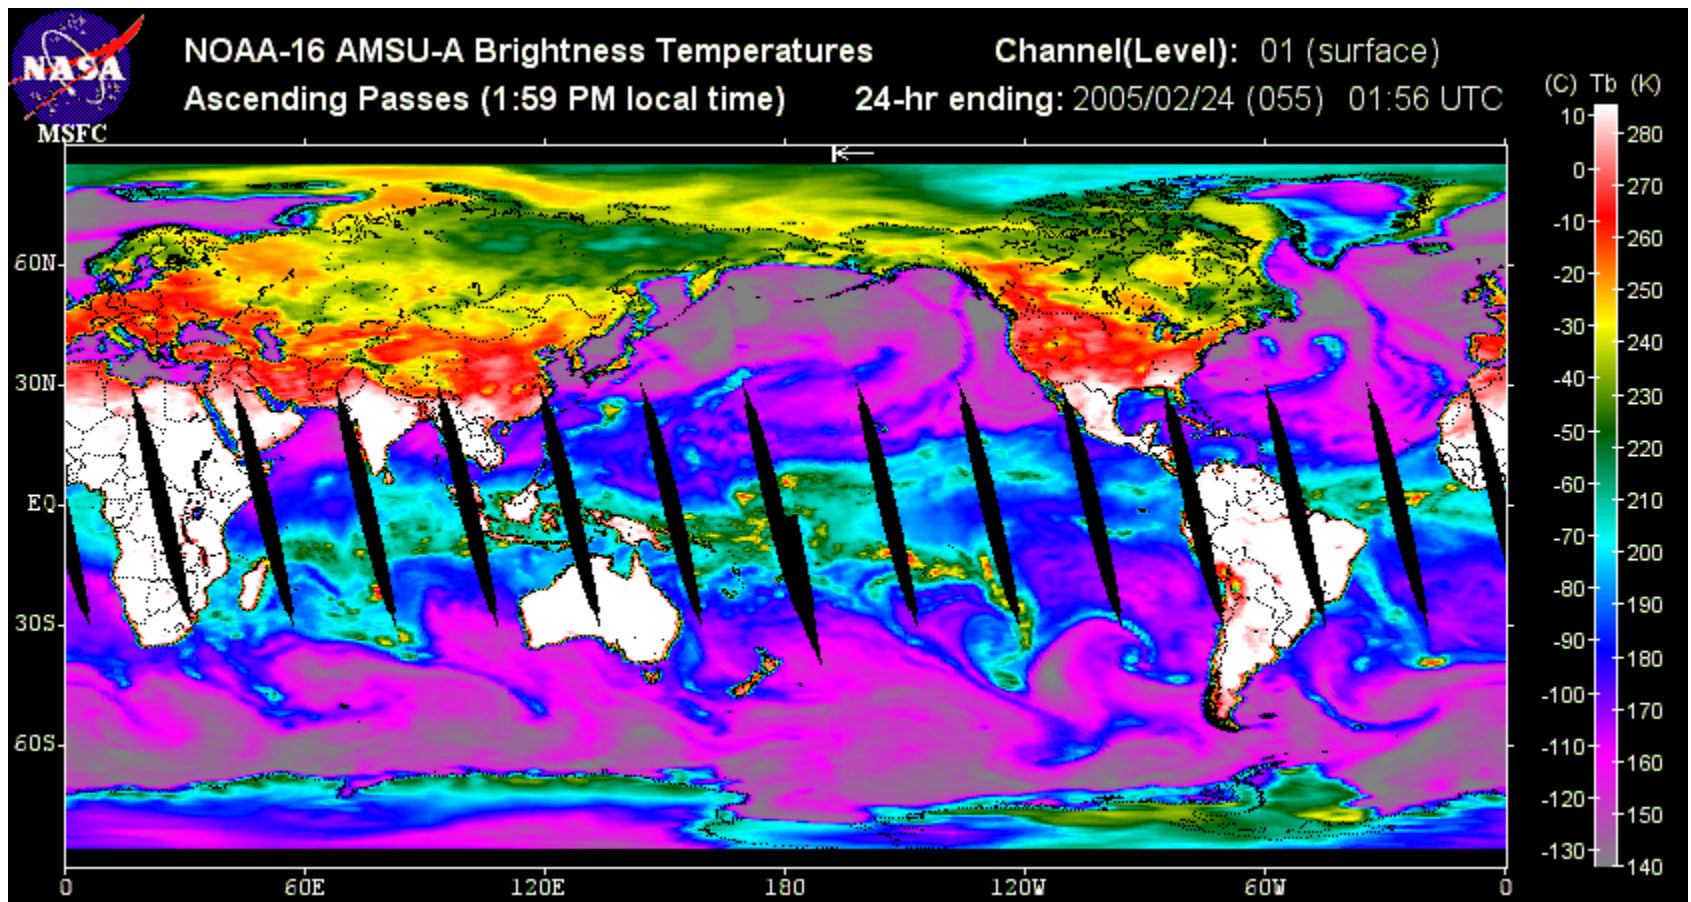 NASA
MSFC
NOAA-16 AMSU-A Brightness Temperatures Channel(Level): 01 (surface)
Ascending Passes (1:59 PM local time) 24-hr ending: 2005/02/24 (055) 01:56 UTC
(C) Tb (K)
10 280
0 270
-10 260
-20 250
-30 240
-40 230
-50 220
-60 210
-70 200
-80 190
-90 180
-100 170
-110 160
-120 150
-130 140
60N
30N
EQ
30S
60S
0 60E 120E 180 120W 60W 0